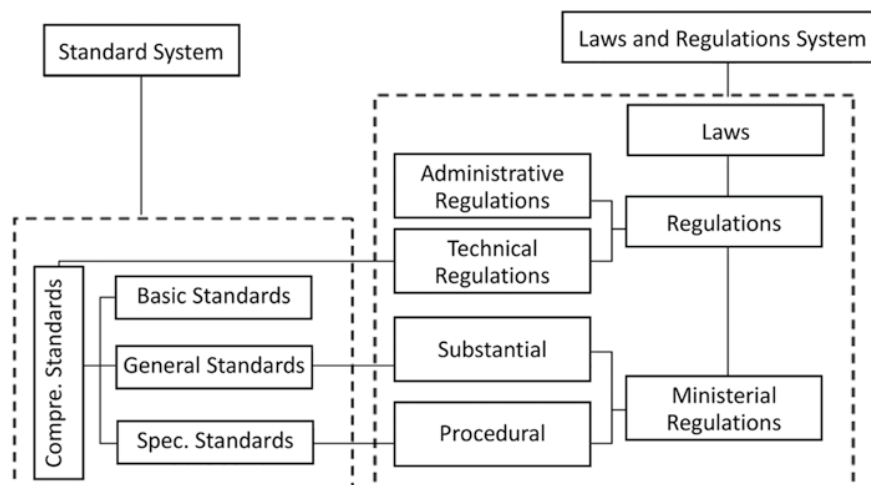 Standard System
Laws and Regulations System
Laws
Administrative
Regulations
Regulations
Technical
Regulations
Compre. Standards
Basic Standards
General Standards
Substantial
Ministerial
Regulations
Spec. Standards
Procedural